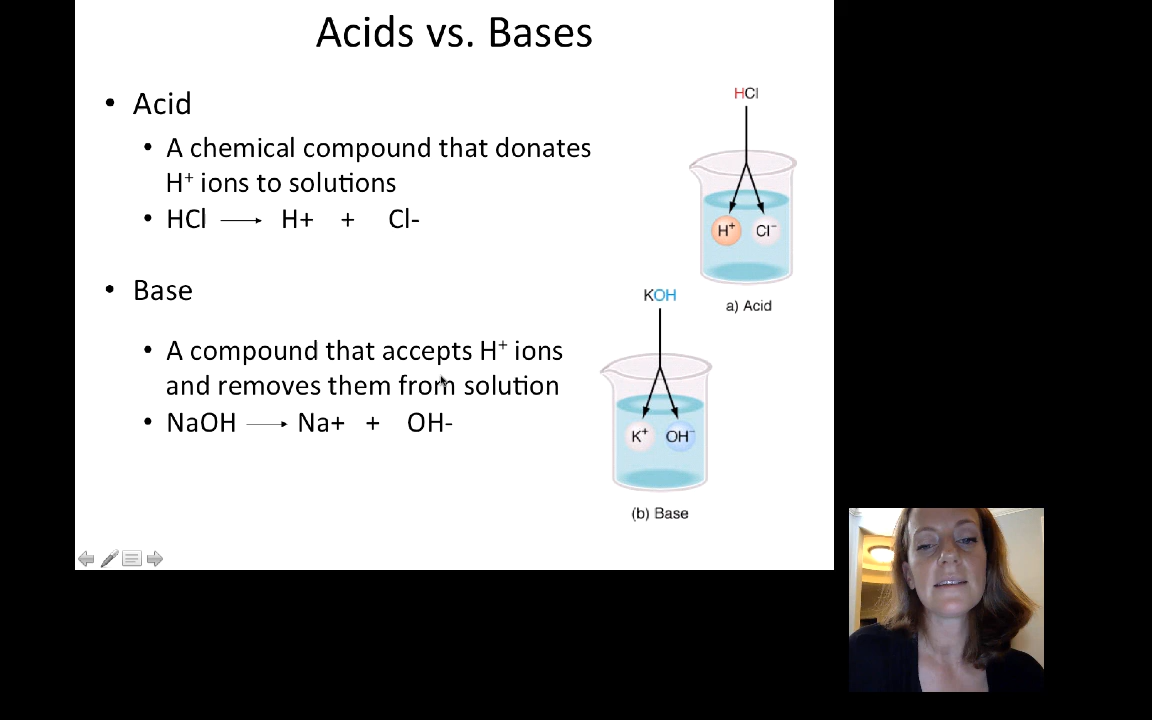 Acids vs. Bases
• Acid
• A chemical compound that donates
H⁺ ions to solutions
• HCl ⟶ H+ + Cl-
• Base
• A compound that accepts H⁺ ions
and removes them from solution
• NaOH ⟶ Na+ + OH-
HCl
H⁺ Cl⁻
a) Acid
KOH
K⁺ OH⁻
(b) Base